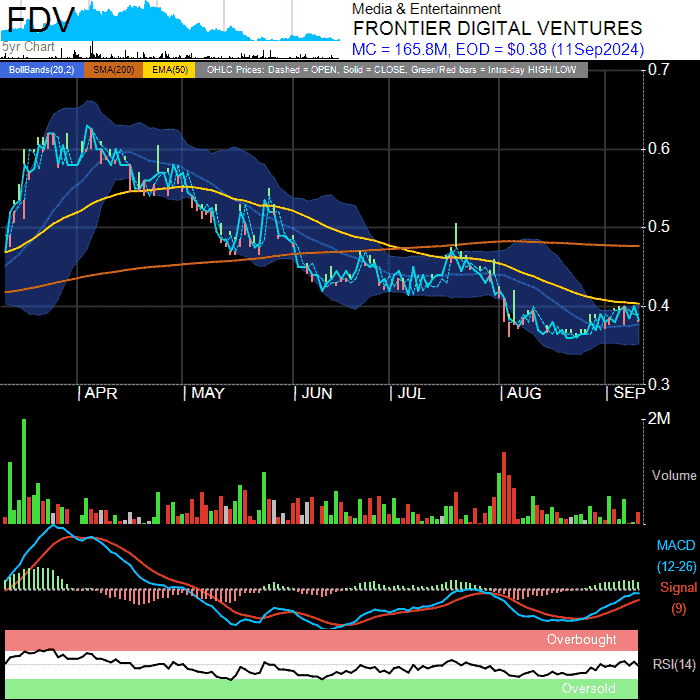 FDV
5yr Chart
Media & Entertainment
FRONTIER DIGITAL VENTURES
MC = 165.8M, EOD = $0.38 (11Sep2024)
BollBands(20,2) SMA(200) EMA(50) OHLC Prices: Dashed = OPEN, Solid = CLOSE, Green/Red bars = Intra-day HIGH/LOW
0.7
0.6
0.5
0.4
0.3
| APR | MAY | JUN | JUL | AUG | SEP
2M
Volume
MACD
(12-26)
Signal
(9)
Overbought
RSI(14)
Oversold